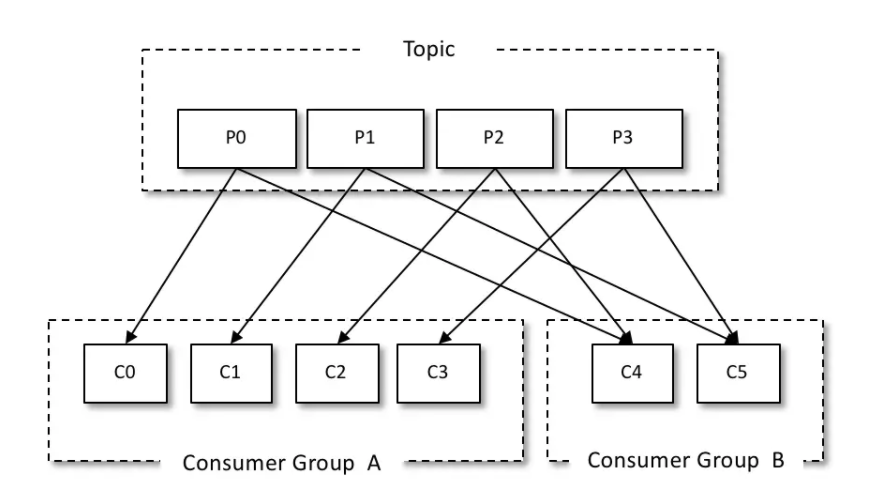 Topic
P0 P1 P2 P3
C0 C1 C2 C3 C4 C5
Consumer Group A Consumer Group B